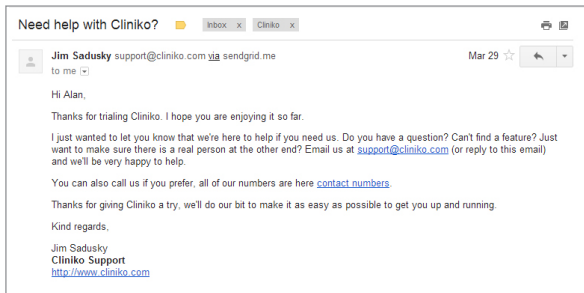 Need help with Cliniko? Inbox x Cliniko x
Jim Sadusky support@cliniko.com via sendgrid.me Mar 29
to me
Hi Alan,
Thanks for trialing Cliniko. I hope you are enjoying it so far.
I just wanted to let you know that we're here to help if you need us. Do you have a question? Can't find a feature? Just
want to make sure there is a real person at the other end? Email us at support@cliniko.com (or reply to this email)
and we'll be very happy to help.
You can also call us if you prefer, all of our numbers are here contact numbers.
Thanks for giving Cliniko a try, we'll do our bit to make it as easy as possible to get you up and running.
Kind regards,
Jim Sadusky
Cliniko Support
http://www.cliniko.com